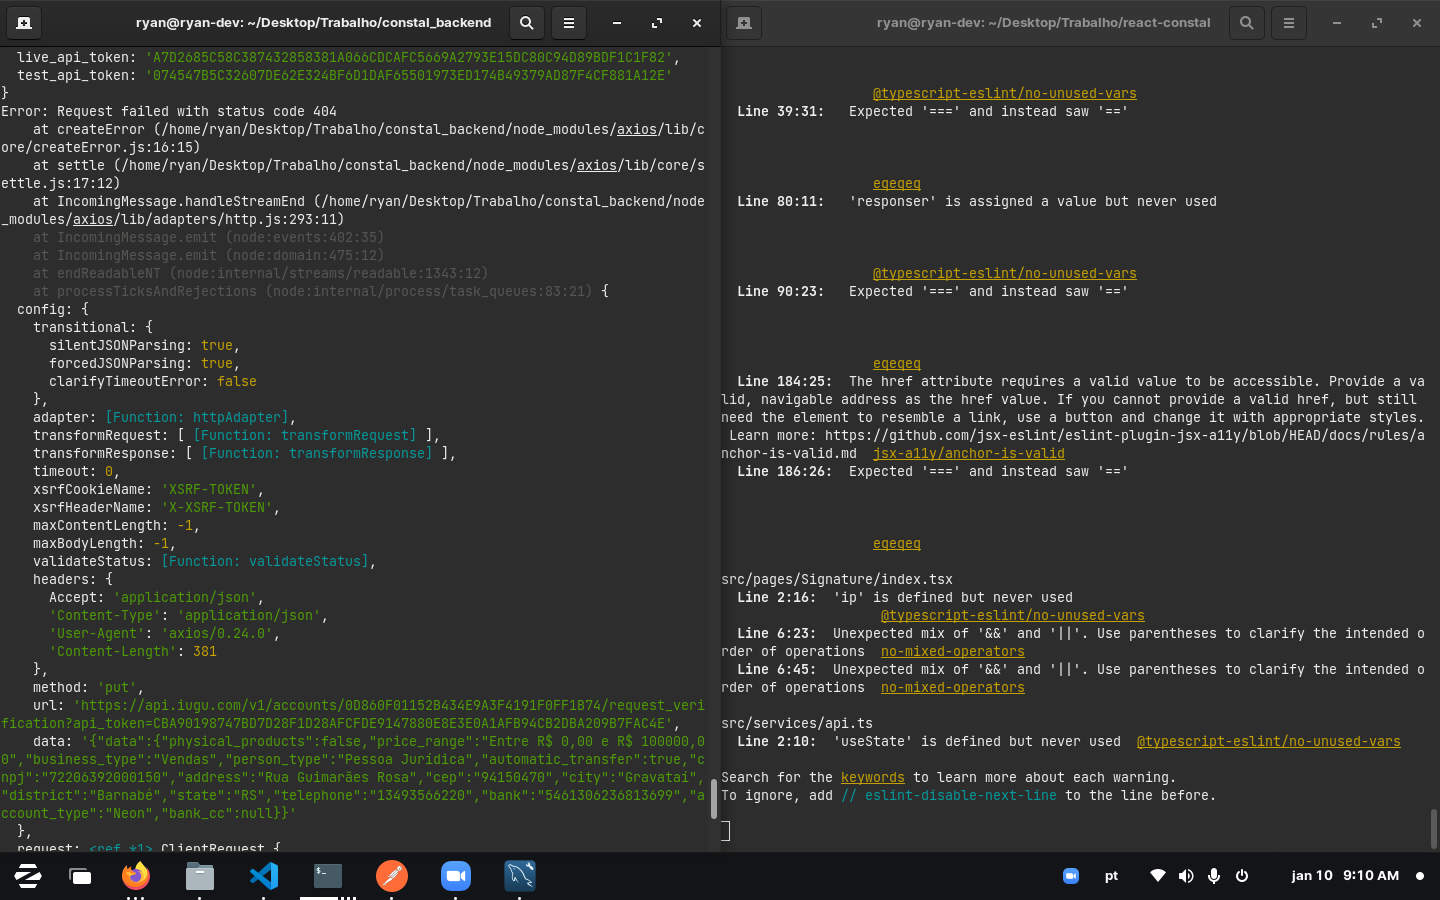 ryan@ryan-dev: ~/Desktop/Trabalho/constal_backend
live_api_token: 'A7D2685C58C387432858381A066CDCAFC5669A2793E15DC80C94D89BDF1C1F82',
test_api_token: '074547B5C32607DE62E324BF6D1DAF65501973ED174B49379AD87F4CF881A12E'
}
Error: Request failed with status code 404
at createError (/home/ryan/Desktop/Trabalho/constal_backend/node_modules/axios/lib/c
ore/createError.js:16:15)
at settle (/home/ryan/Desktop/Trabalho/constal_backend/node_modules/axios/lib/core/s
ettle.js:17:12)
at IncomingMessage.handleStreamEnd (/home/ryan/Desktop/Trabalho/constal_backend/node
_modules/axios/lib/adapters/http.js:293:11)
at IncomingMessage.emit (node:events:402:35)
at IncomingMessage.emit (node:domain:475:12)
at endReadableNT (node:internal/streams/readable:1343:12)
at processTicksAndRejections (node:internal/process/task_queues:83:21) {
config: {
transitional: {
silentJSONParsing: true,
forcedJSONParsing: true,
clarifyTimeoutError: false
},
adapter: [Function: httpAdapter],
transformRequest: [ [Function: transformRequest] ],
transformResponse: [ [Function: transformResponse] ],
timeout: 0,
xsrfCookieName: 'XSRF-TOKEN',
xsrfHeaderName: 'X-XSRF-TOKEN',
maxContentLength: -1,
maxBodyLength: -1,
validateStatus: [Function: validateStatus],
headers: {
Accept: 'application/json',
'Content-Type': 'application/json',
'User-Agent': 'axios/0.24.0',
'Content-Length': 381
},
method: 'put',
url: 'https://api.iugu.com/v1/accounts/0D860F01152B434E9A3F4191F0FF1B74/request_veri
fication?api_token=CBA90198747BD7D28F1D28AFCFDE9147880E8E3E0A1AFB94CB2DBA209B7FAC4E',
data: '{"data":{"physical_products":false,"price_range":"Entre R$ 0,00 e R$ 100000,0
0","business_type":"Vendas","person_type":"Pessoa Jurídica","automatic_transfer":true,"c
npj":"72206392000150","address":"Rua Guimarães Rosa","cep":"94150470","city":"Gravatai",
"district":"Barnabé","state":"RS","telephone":"13493566220","bank":"5461306236813699","a
ccount_type":"Neon","bank_cc":null}}'
},
request: <ref *1> ClientRequest {
ryan@ryan-dev: ~/Desktop/Trabalho/react-constal
@typescript-eslint/no-unused-vars
Line 39:31: Expected '===' and instead saw '=='
eqeqeq
Line 80:11: 'responser' is assigned a value but never used
@typescript-eslint/no-unused-vars
Line 90:23: Expected '===' and instead saw '=='
eqeqeq
Line 184:25: The href attribute requires a valid value to be accessible. Provide a va
lid, navigable address as the href value. If you cannot provide a valid href, but still
need the element to resemble a link, use a button and change it with appropriate styles.
Learn more: https://github.com/jsx-eslint/eslint-plugin-jsx-a11y/blob/HEAD/docs/rules/a
nchor-is-valid.md jsx-a11y/anchor-is-valid
Line 186:26: Expected '===' and instead saw '=='
eqeqeq
src/pages/Signature/index.tsx
Line 2:16: 'ip' is defined but never used
@typescript-eslint/no-unused-vars
Line 6:23: Unexpected mix of '&&' and '||'. Use parentheses to clarify the intended o
rder of operations no-mixed-operators
Line 6:45: Unexpected mix of '&&' and '||'. Use parentheses to clarify the intended o
rder of operations no-mixed-operators
src/services/api.ts
Line 2:10: 'useState' is defined but never used @typescript-eslint/no-unused-vars
Search for the keywords to learn more about each warning.
To ignore, add // eslint-disable-next-line to the line before.
pt
jan 10 9:10 AM